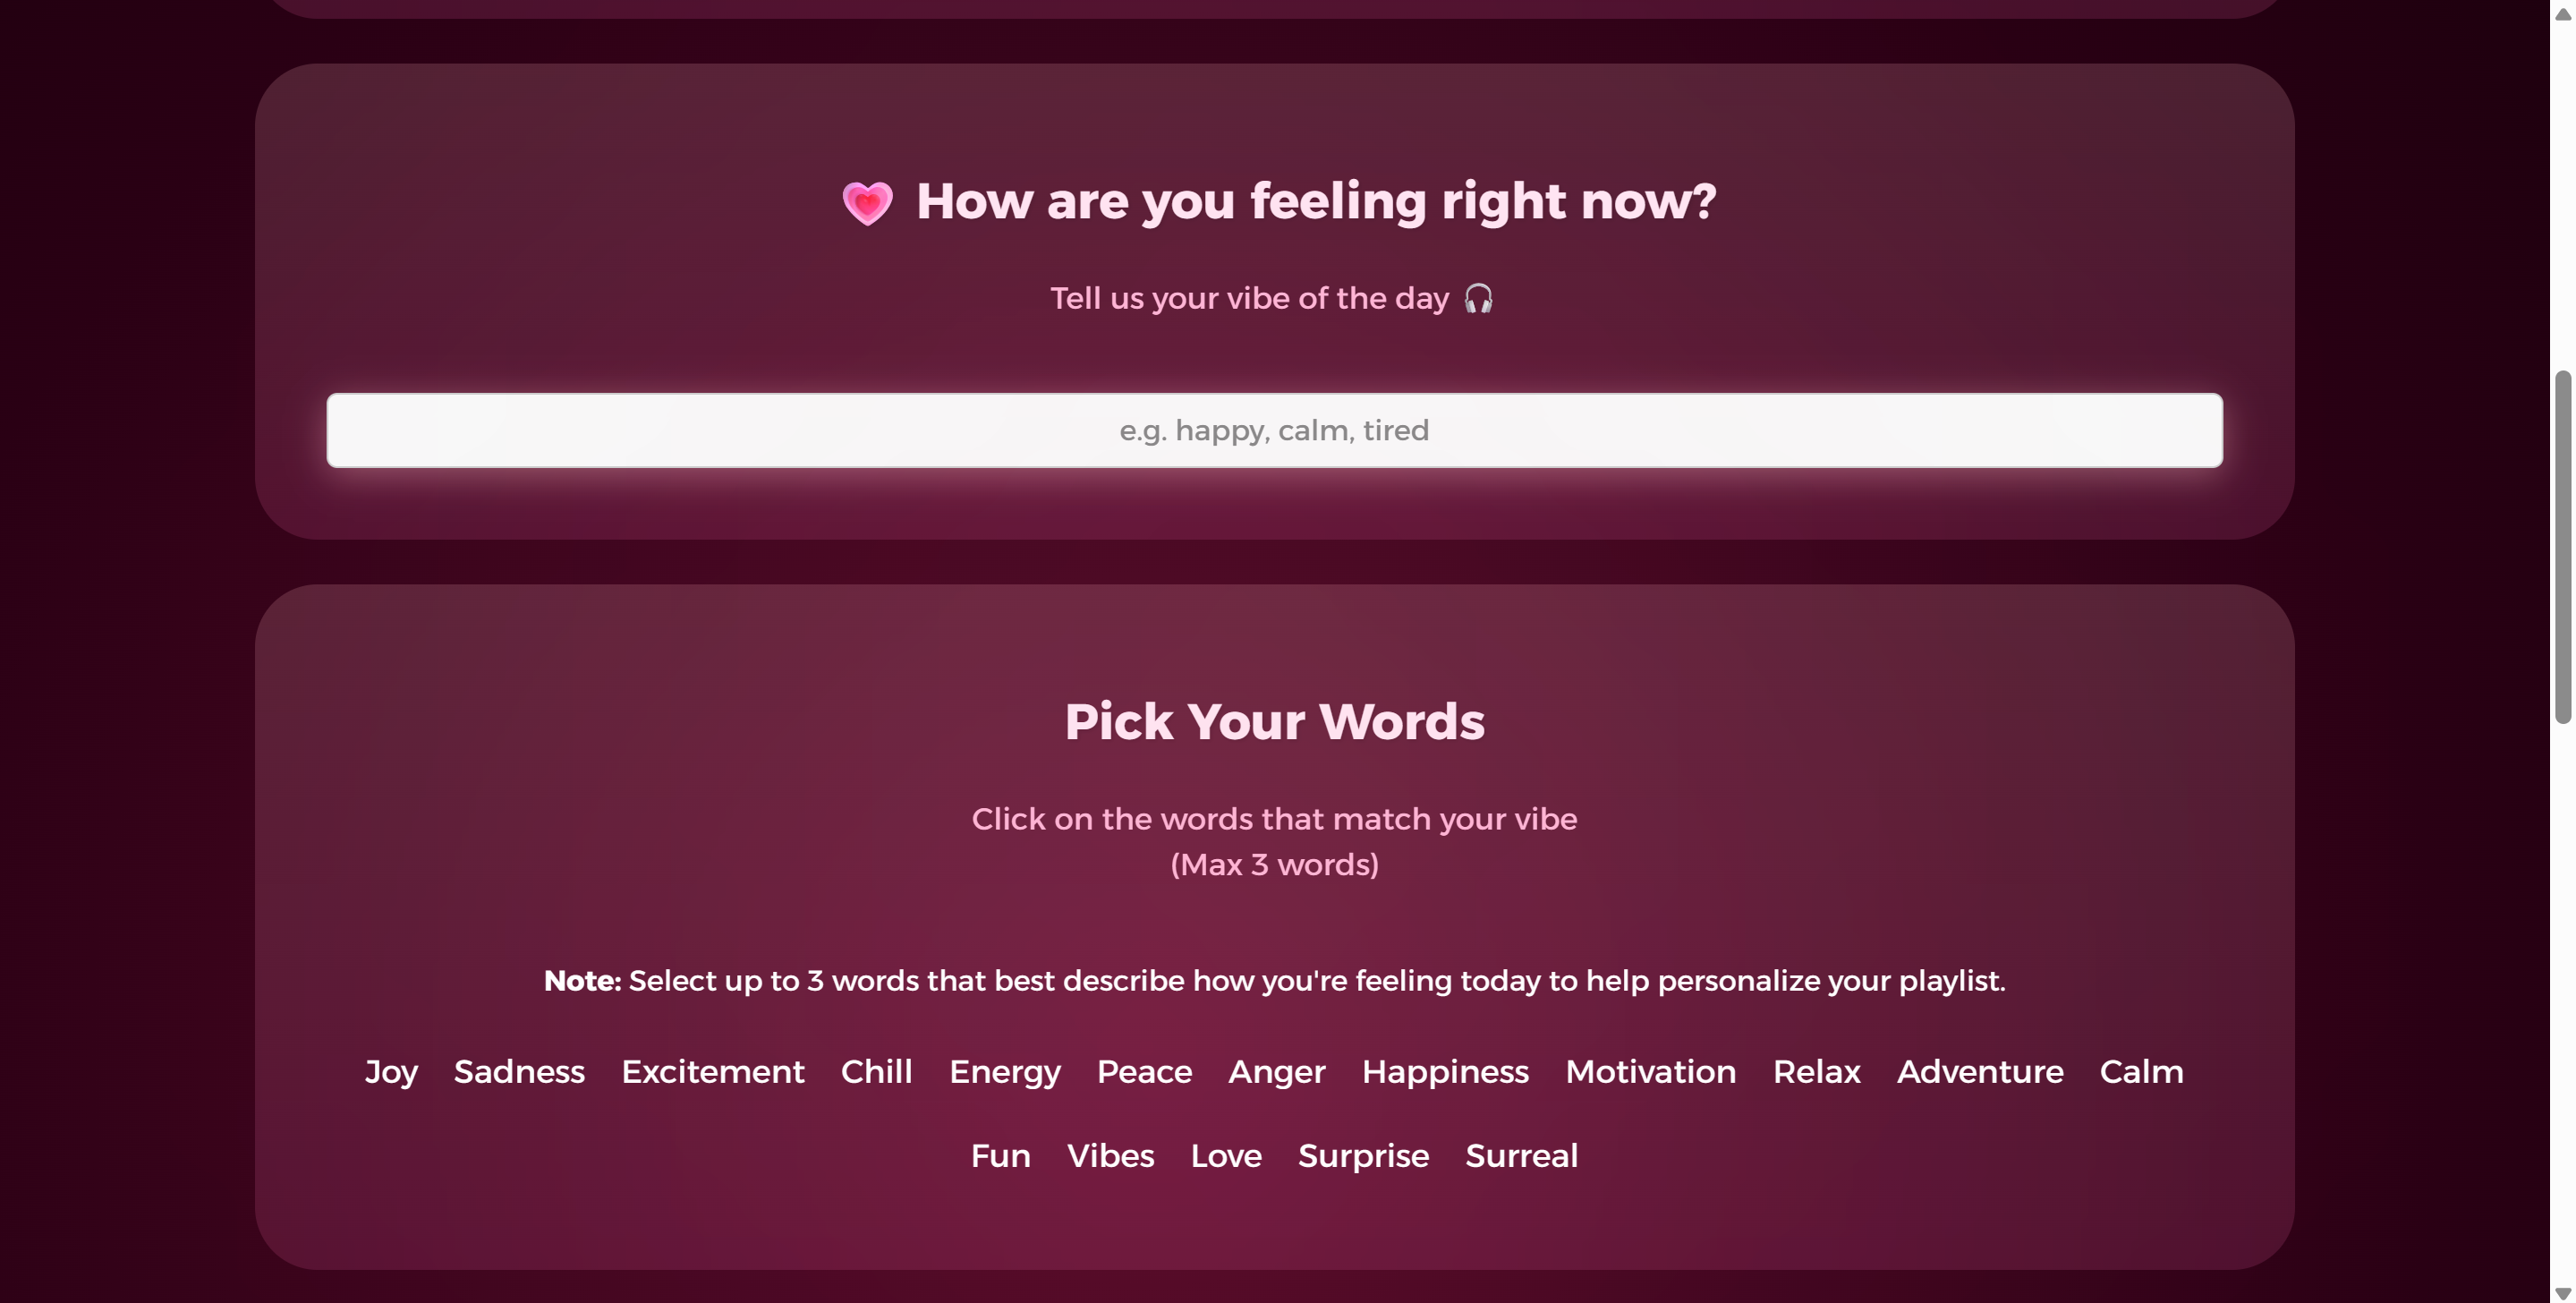 💗 How are you feeling right now?
Tell us your vibe of the day 🎧
e.g. happy, calm, tired
Pick Your Words
Click on the words that match your vibe
(Max 3 words)
Note: Select up to 3 words that best describe how you're feeling today to help personalize your playlist.
Joy Sadness Excitement Chill Energy Peace Anger Happiness Motivation Relax Adventure Calm
Fun Vibes Love Surprise Surreal